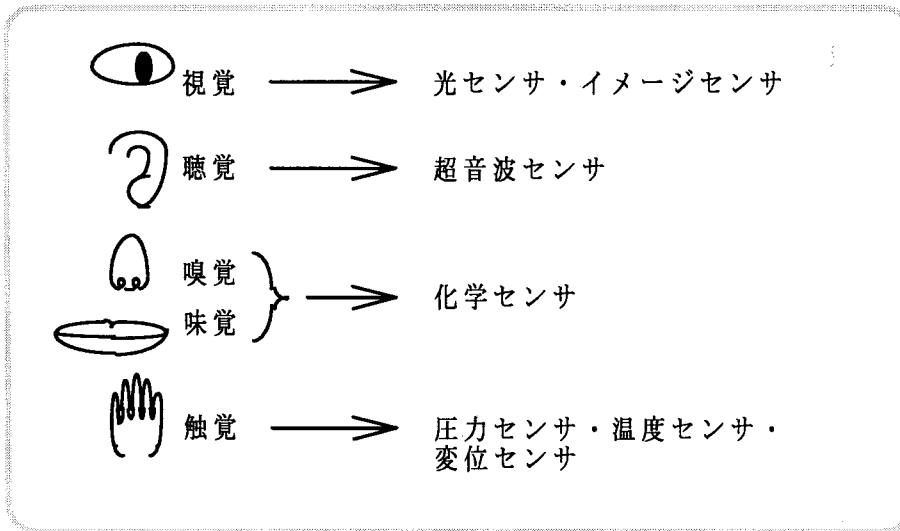 視覚 光センサ・イメージセンサ
聴覚 超音波センサ
嗅覚
味覚
化学センサ
触覚 圧力センサ・温度センサ・
変位センサ